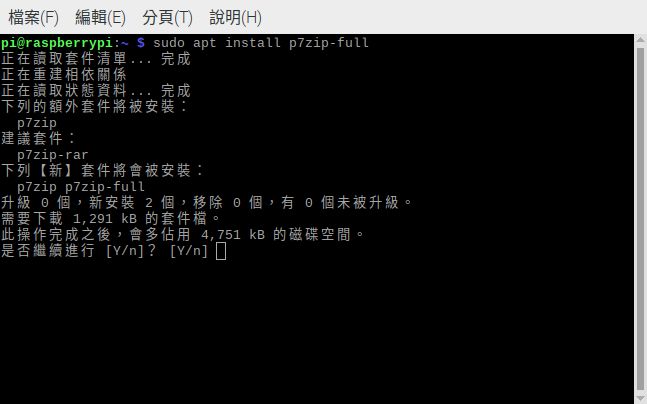 檔案(F) 編輯(E) 分頁(T) 說明(H)
pi@raspberrypi:~ $ sudo apt install p7zip-full
正在讀取套件清單... 完成
正在重建相依關係
正在讀取狀態資料... 完成
下列的額外套件將被安裝：
  p7zip
建議套件：
  p7zip-rar
下列【新】套件將會被安裝：
  p7zip p7zip-full
升級 0 個，新安裝 2 個，移除 0 個，有 0 個未被升級。
需要下載 1,291 kB 的套件檔。
此操作完成之後，會多佔用 4,751 kB 的磁碟空間。
是否繼續進行 [Y/n]？ [Y/n]